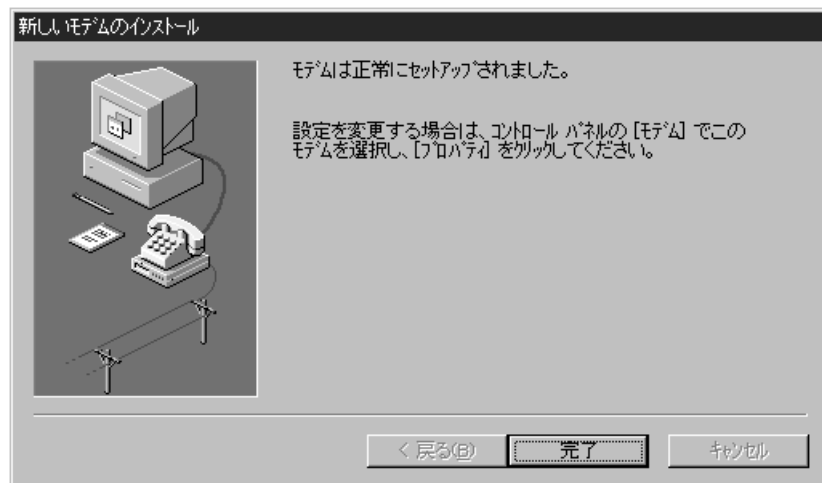 新しいモデムのインストール
モデムは正常にセットアップされました。
設定を変更する場合は、コントロール パネルの [モデム] でこの
モデムを選択し、[プロパティ] をクリックしてください。
< 戻る(B)
完了
キャンセル